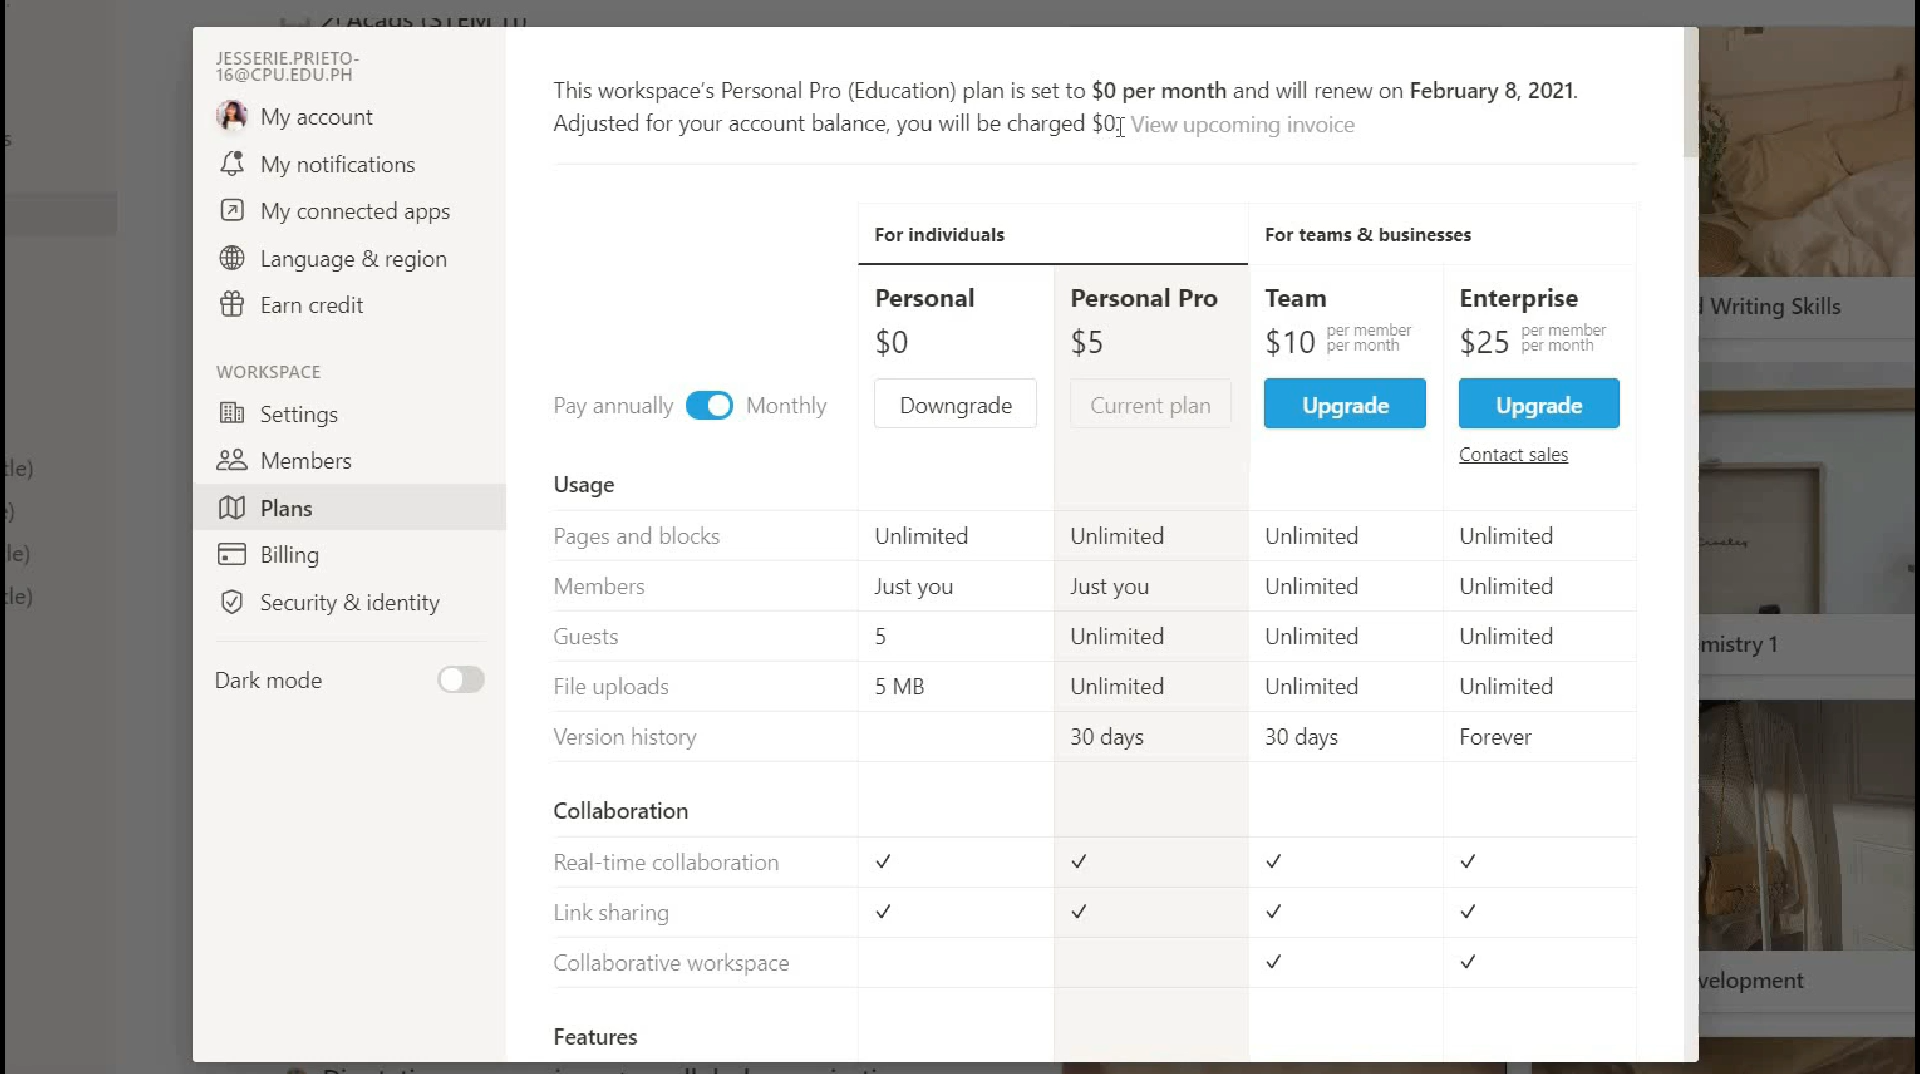 2! Acads (STEM 11)
JESSERIE.PRIETO-
16@CPU.EDU.PH
My account
My notifications
My connected apps
Language & region
Earn credit
WORKSPACE
Settings
Members
Plans
Billing
Security & identity
Dark mode
This workspace's Personal Pro (Education) plan is set to $0 per month and will renew on February 8, 2021.
Adjusted for your account balance, you will be charged $0. View upcoming invoice
For individuals For teams & businesses
Personal Personal Pro Team Enterprise
$0 $5 $10 per member per month $25 per member per month
Pay annually Monthly Downgrade Current plan Upgrade Upgrade
Contact sales
Usage
Pages and blocks Unlimited Unlimited Unlimited Unlimited
Members Just you Just you Unlimited Unlimited
Guests 5 Unlimited Unlimited Unlimited
File uploads 5 MB Unlimited Unlimited Unlimited
Version history 30 days 30 days Forever
Collaboration
Real-time collaboration ✓ ✓ ✓ ✓
Link sharing ✓ ✓ ✓ ✓
Collaborative workspace ✓ ✓
Features
tle)
e)
le)
tle)
d Writing Skills
mistry 1
velopment